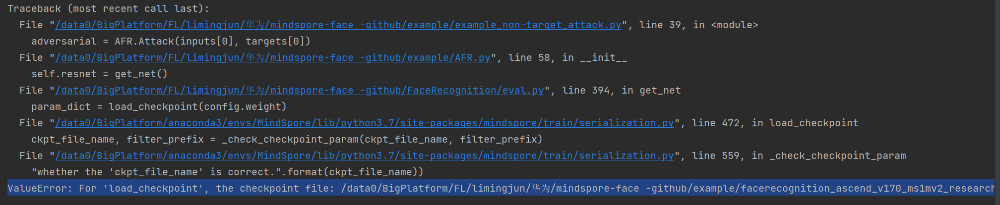 Traceback (most recent call last):
File "/data0/BigPlatform/FL/limingjun/华为/mindspore-face -github/example/example_non-target_attack.py", line 39, in <module>
adversarial = AFR.Attack(inputs[0], targets[0])
File "/data0/BigPlatform/FL/limingjun/华为/mindspore-face -github/example/AFR.py", line 58, in __init__
self.resnet = get_net()
File "/data0/BigPlatform/FL/limingjun/华为/mindspore-face -github/FaceRecognition/eval.py", line 394, in get_net
param_dict = load_checkpoint(config.weight)
File "/data0/BigPlatform/anaconda3/envs/MindSpore/lib/python3.7/site-packages/mindspore/train/serialization.py", line 472, in load_checkpoint
ckpt_file_name, filter_prefix = _check_checkpoint_param(ckpt_file_name, filter_prefix)
File "/data0/BigPlatform/anaconda3/envs/MindSpore/lib/python3.7/site-packages/mindspore/train/serialization.py", line 559, in _check_checkpoint_param
"whether the 'ckpt_file_name' is correct.".format(ckpt_file_name))
ValueError: For 'load_checkpoint', the checkpoint file: /data0/BigPlatform/FL/limingjun/华为/mindspore-face -github/example/facerecognition_ascend_v170_ms1mv2_research